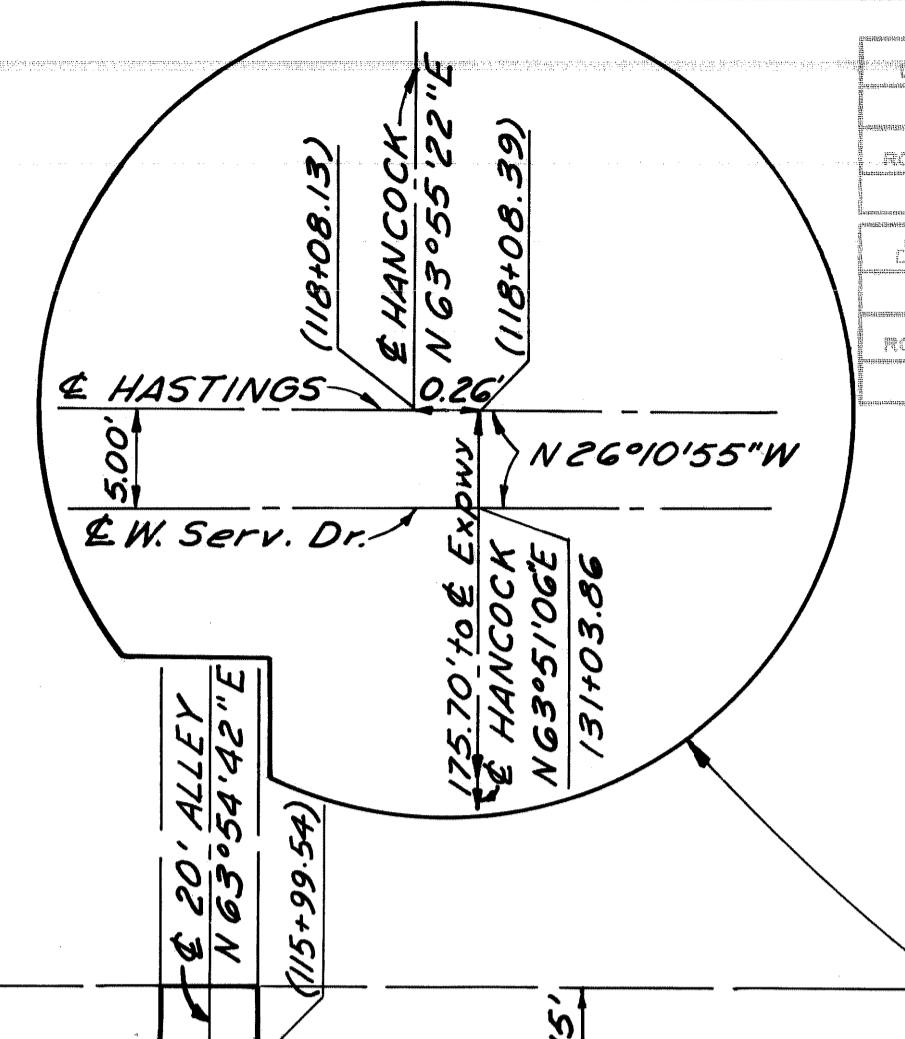 (118+08.13)
℄ HANCOCK
N 63°55'22"E
(118+08.39)
℄ HASTINGS
0.26'
5.00'
N 26°10'55"W
℄ W. Serv. Dr.
175.70' to ℄ Expwy
℄ HANCOCK
N63°51'06"E
131+03.86
℄ 20' ALLEY
N 63°54'42"E
(115+99.54)
5'